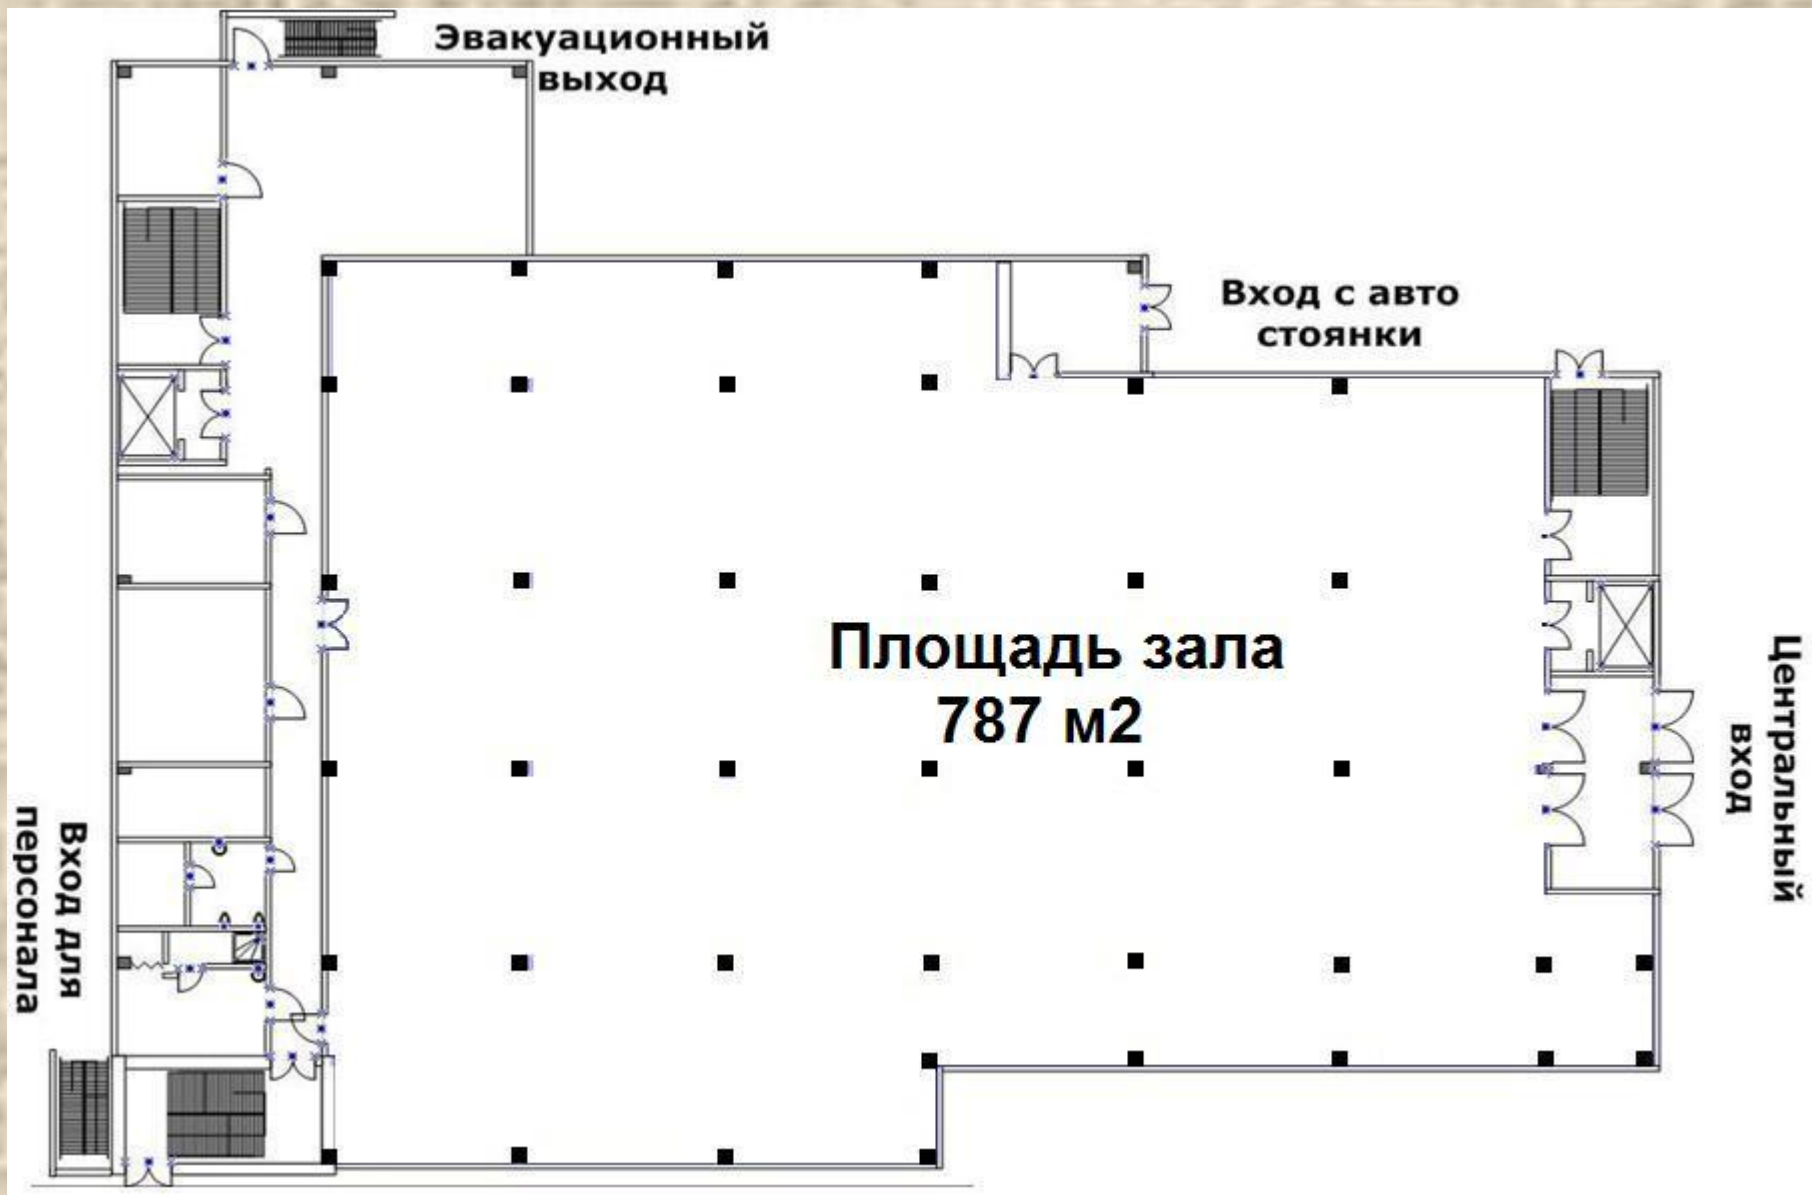 Эвакуационный
выход
Вход с авто
стоянки
Площадь зала
787 м2
Центральный
вход
Вход для
персонала